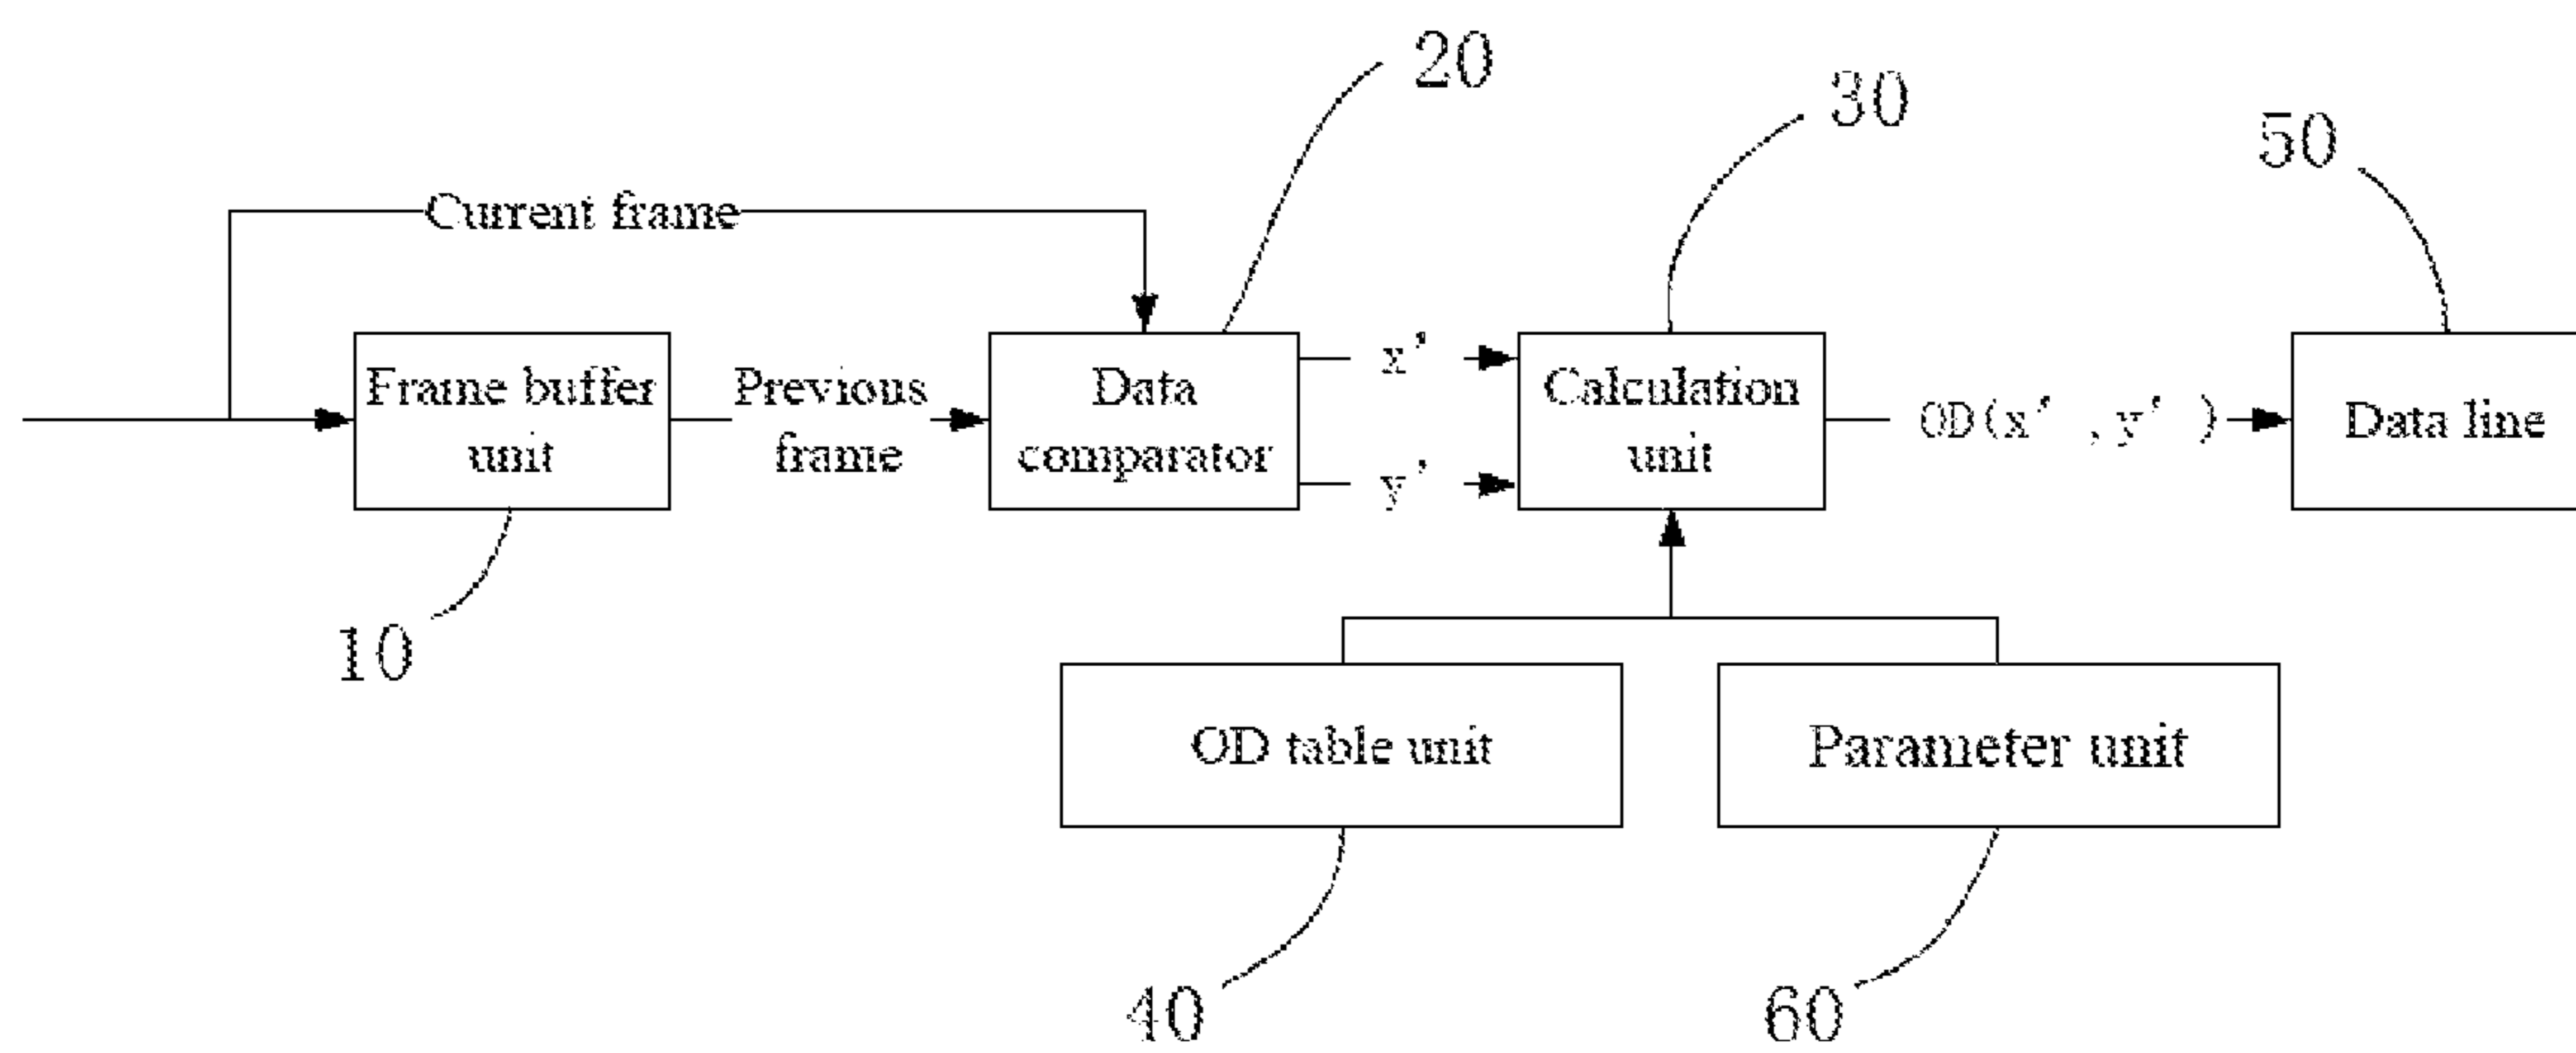 20
30
50
Current frame
Frame buffer
unit
Previous
frame
Data
comparator
x'
y'
Calculation
unit
OD(x' ,y' )
Data line
10
OD table unit
Parameter unit
40
60